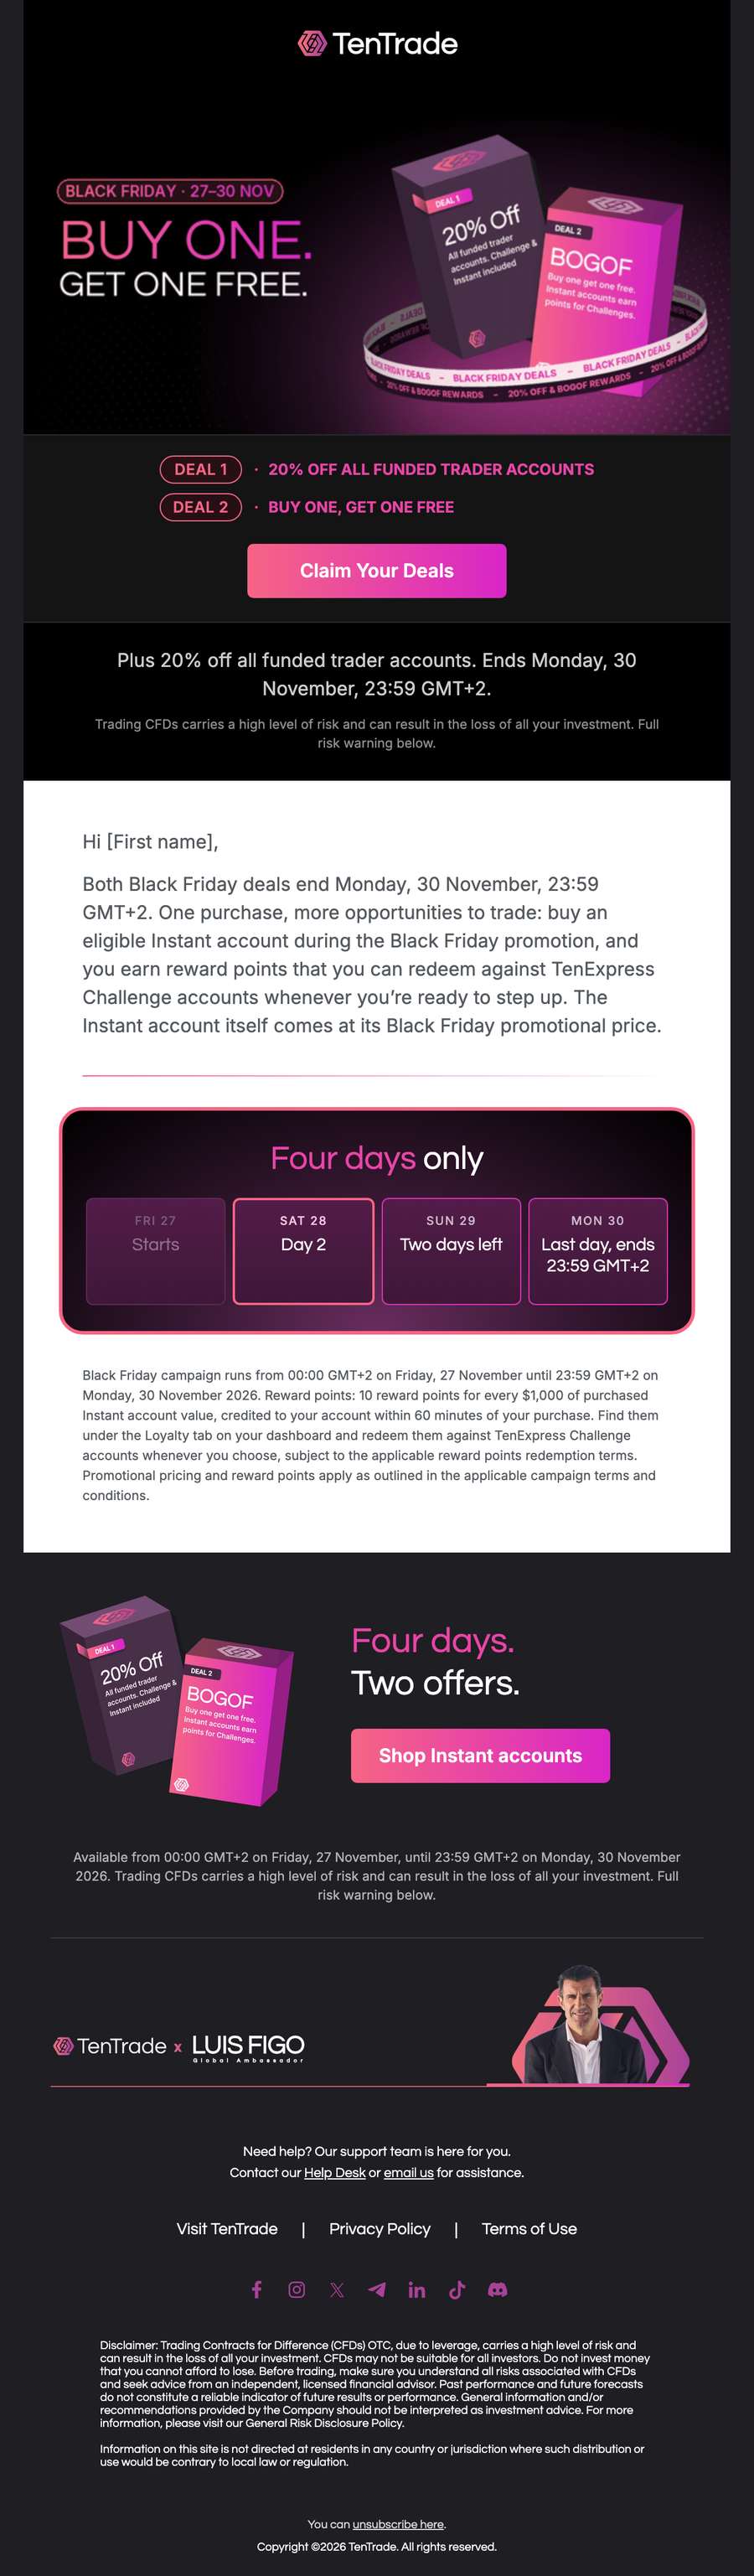 TenTrade
BLACK FRIDAY · 27–30 NOV
BUY ONE.
GET ONE FREE.
DEAL 1
20% Off
All funded trader
accounts. Challenge &
Instant included
DEAL 2
BOGOF
Buy one get one free.
Instant accounts earn
points for Challenges.
BLACK FRIDAY DEALS – BLACK FRIDAY DEALS – BLACK FRIDAY DEALS
20% OFF & BOGOF REWARDS – 20% OFF & BOGOF REWARDS
DEAL 1 · 20% OFF ALL FUNDED TRADER ACCOUNTS
DEAL 2 · BUY ONE, GET ONE FREE
Claim Your Deals
Plus 20% off all funded trader accounts. Ends Monday, 30
November, 23:59 GMT+2.
Trading CFDs carries a high level of risk and can result in the loss of all your investment. Full
risk warning below.
Hi [First name],
Both Black Friday deals end Monday, 30 November, 23:59
GMT+2. One purchase, more opportunities to trade: buy an
eligible Instant account during the Black Friday promotion, and
you earn reward points that you can redeem against TenExpress
Challenge accounts whenever you’re ready to step up. The
Instant account itself comes at its Black Friday promotional price.
Four days only
FRI 27
Starts
SAT 28
Day 2
SUN 29
Two days left
MON 30
Last day, ends
23:59 GMT+2
Black Friday campaign runs from 00:00 GMT+2 on Friday, 27 November until 23:59 GMT+2 on
Monday, 30 November 2026. Reward points: 10 reward points for every $1,000 of purchased
Instant account value, credited to your account within 60 minutes of your purchase. Find them
under the Loyalty tab on your dashboard and redeem them against TenExpress Challenge
accounts whenever you choose, subject to the applicable reward points redemption terms.
Promotional pricing and reward points apply as outlined in the applicable campaign terms and
conditions.
DEAL 1
20% Off
All funded trader
accounts. Challenge &
Instant included
DEAL 2
BOGOF
Buy one get one free.
Instant accounts earn
points for Challenges.
Four days.
Two offers.
Shop Instant accounts
Available from 00:00 GMT+2 on Friday, 27 November, until 23:59 GMT+2 on Monday, 30 November
2026. Trading CFDs carries a high level of risk and can result in the loss of all your investment. Full
risk warning below.
TenTrade x LUIS FIGO
Global Ambassador
Need help? Our support team is here for you.
Contact our Help Desk or email us for assistance.
Visit TenTrade | Privacy Policy | Terms of Use
Disclaimer: Trading Contracts for Difference (CFDs) OTC, due to leverage, carries a high level of risk and
can result in the loss of all your investment. CFDs may not be suitable for all investors. Do not invest money
that you cannot afford to lose. Before trading, make sure you understand all risks associated with CFDs
and seek advice from an independent, licensed financial advisor. Past performance and future forecasts
do not constitute a reliable indicator of future results or performance. General information and/or
recommendations provided by the Company should not be interpreted as investment advice. For more
information, please visit our General Risk Disclosure Policy.
Information on this site is not directed at residents in any country or jurisdiction where such distribution or
use would be contrary to local law or regulation.
You can unsubscribe here.
Copyright ©2026 TenTrade. All rights reserved.